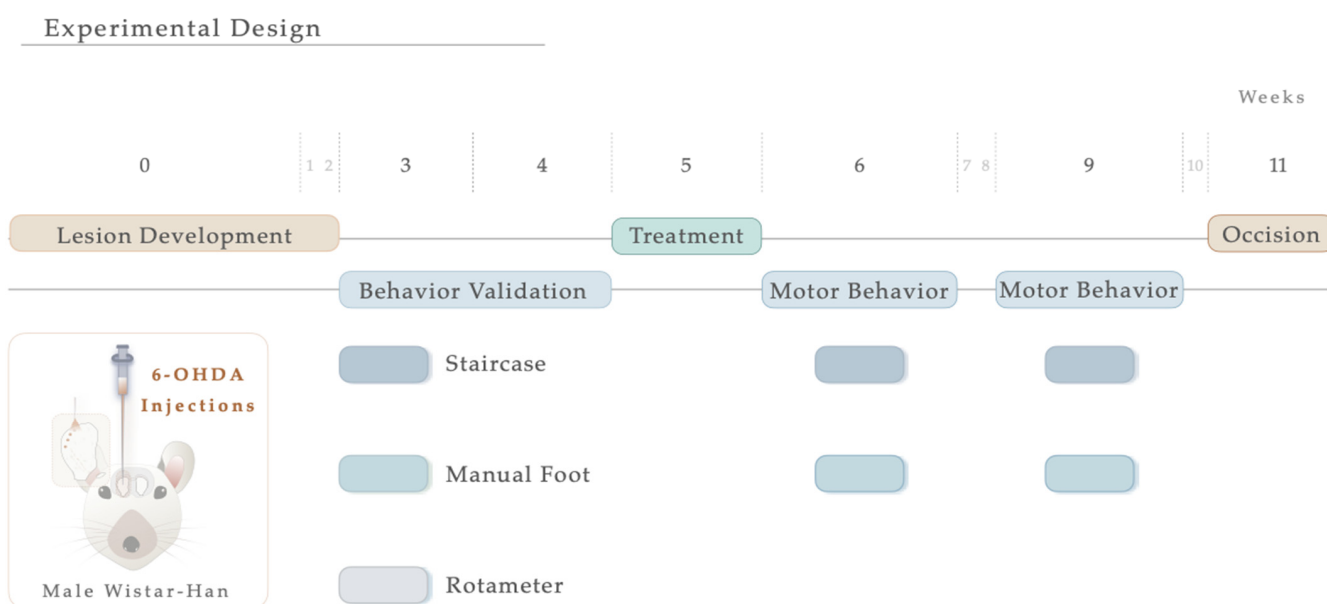 Experimental Design
Weeks
0 1 2 3 4 5 6 7 8 9 10 11
Lesion Development Treatment Occision
Behavior Validation Motor Behavior Motor Behavior
Staircase
6-OHDA
Injections
Manual Foot
Rotameter
Male Wistar-Han